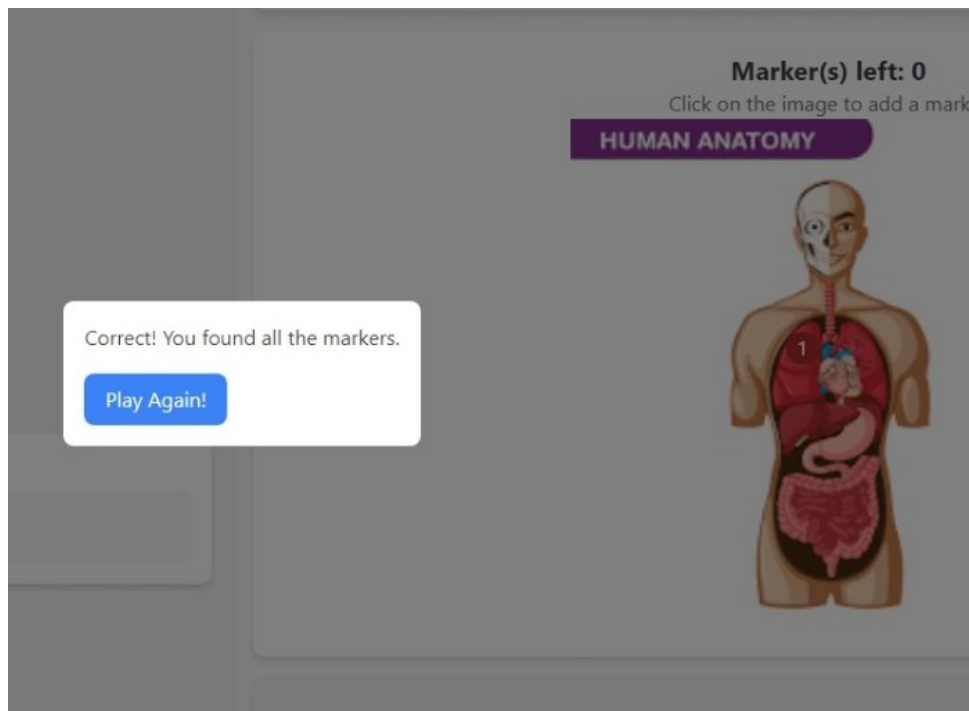 Marker(s) left: 0
Click on the image to add a mark
HUMAN ANATOMY
1
Correct! You found all the markers.
Play Again!